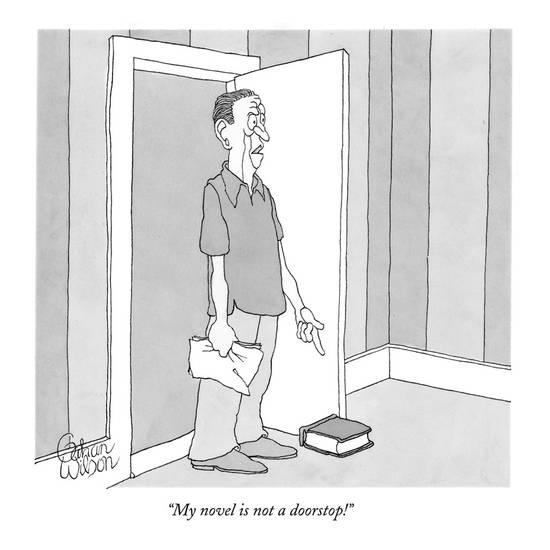 Gahan
Wilson
“My novel is not a doorstop!”